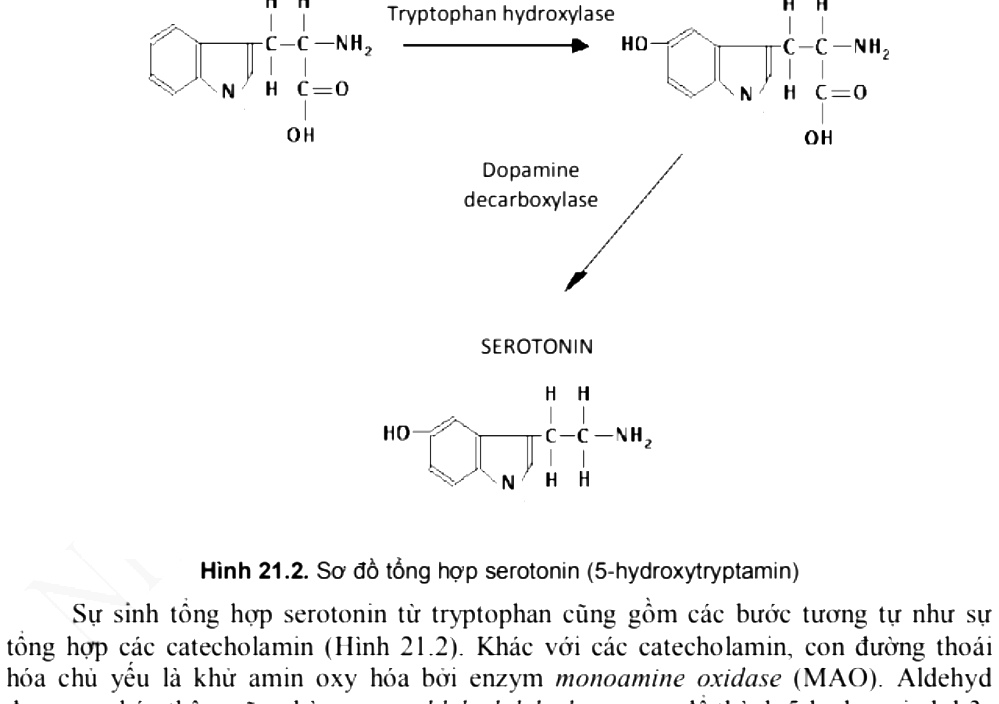 H H
Tryptophan hydroxylase
H H
C C NH2
HO C C NH2
N H C=O
N H C=O
OH
OH
Dopamine
decarboxylase
SEROTONIN
H H
HO C C NH2
N H H
Hình 21.2. Sơ đồ tổng hợp serotonin (5-hydroxytryptamin)
Sự sinh tổng hợp serotonin từ tryptophan cũng gồm các bước tương tự như sự
tổng hợp các catecholamin (Hình 21.2). Khác với các catecholamin, con đường thoái
hóa chủ yếu là khử amin oxy hóa bởi enzym monoamine oxidase (MAO). Aldehyd